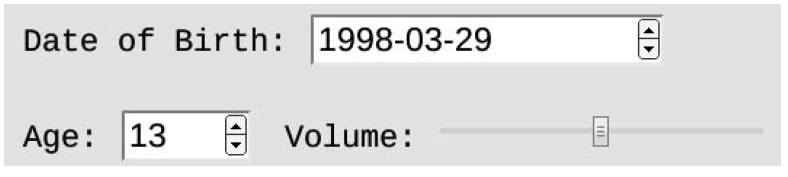 Date of Birth: 1998-03-29
Age: 13 Volume: